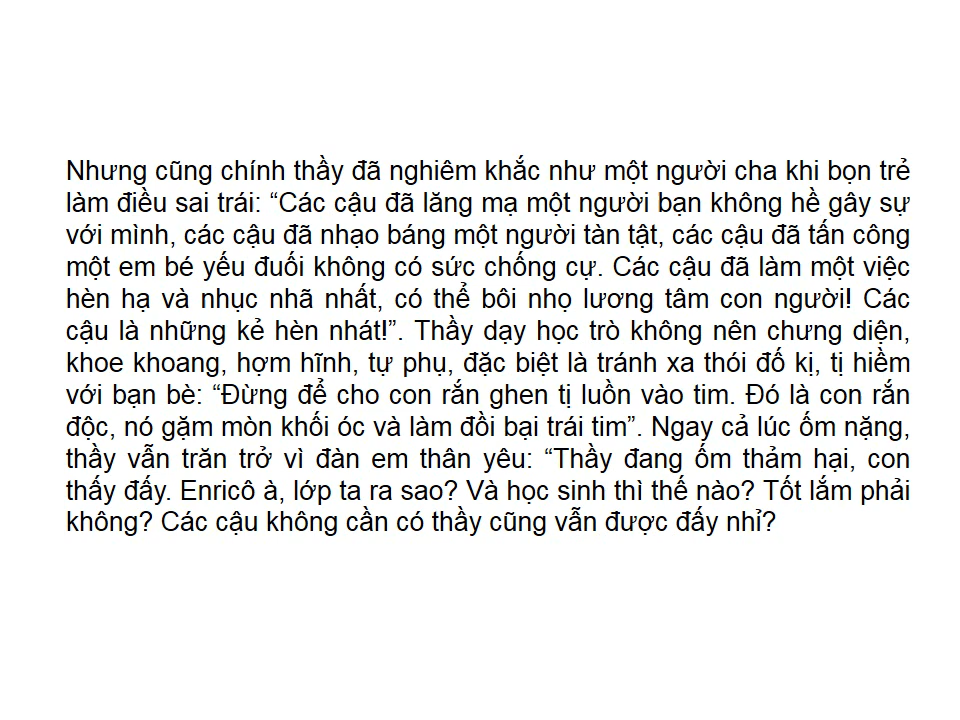 Nhưng cũng chính thầy đã nghiêm khắc như một người cha khi bọn trẻ
làm điều sai trái: “Các cậu đã lăng mạ một người bạn không hề gây sự
với mình, các cậu đã nhạo báng một người tàn tật, các cậu đã tấn công
một em bé yếu đuối không có sức chống cự. Các cậu đã làm một việc
hèn hạ và nhục nhã nhất, có thể bôi nhọ lương tâm con người! Các
cậu là những kẻ hèn nhát!”. Thầy dạy học trò không nên chưng diện,
khoe khoang, hợm hĩnh, tự phụ, đặc biệt là tránh xa thói đố kị, tị hiềm
với bạn bè: “Đừng để cho con rắn ghen tị luồn vào tim. Đó là con rắn
độc, nó gặm mòn khối óc và làm đồi bại trái tim”. Ngay cả lúc ốm nặng,
thầy vẫn trăn trở vì đàn em thân yêu: “Thầy đang ốm thảm hại, con
thấy đấy. Enricô à, lớp ta ra sao? Và học sinh thì thế nào? Tốt lắm phải
không? Các cậu không cần có thầy cũng vẫn được đấy nhỉ?